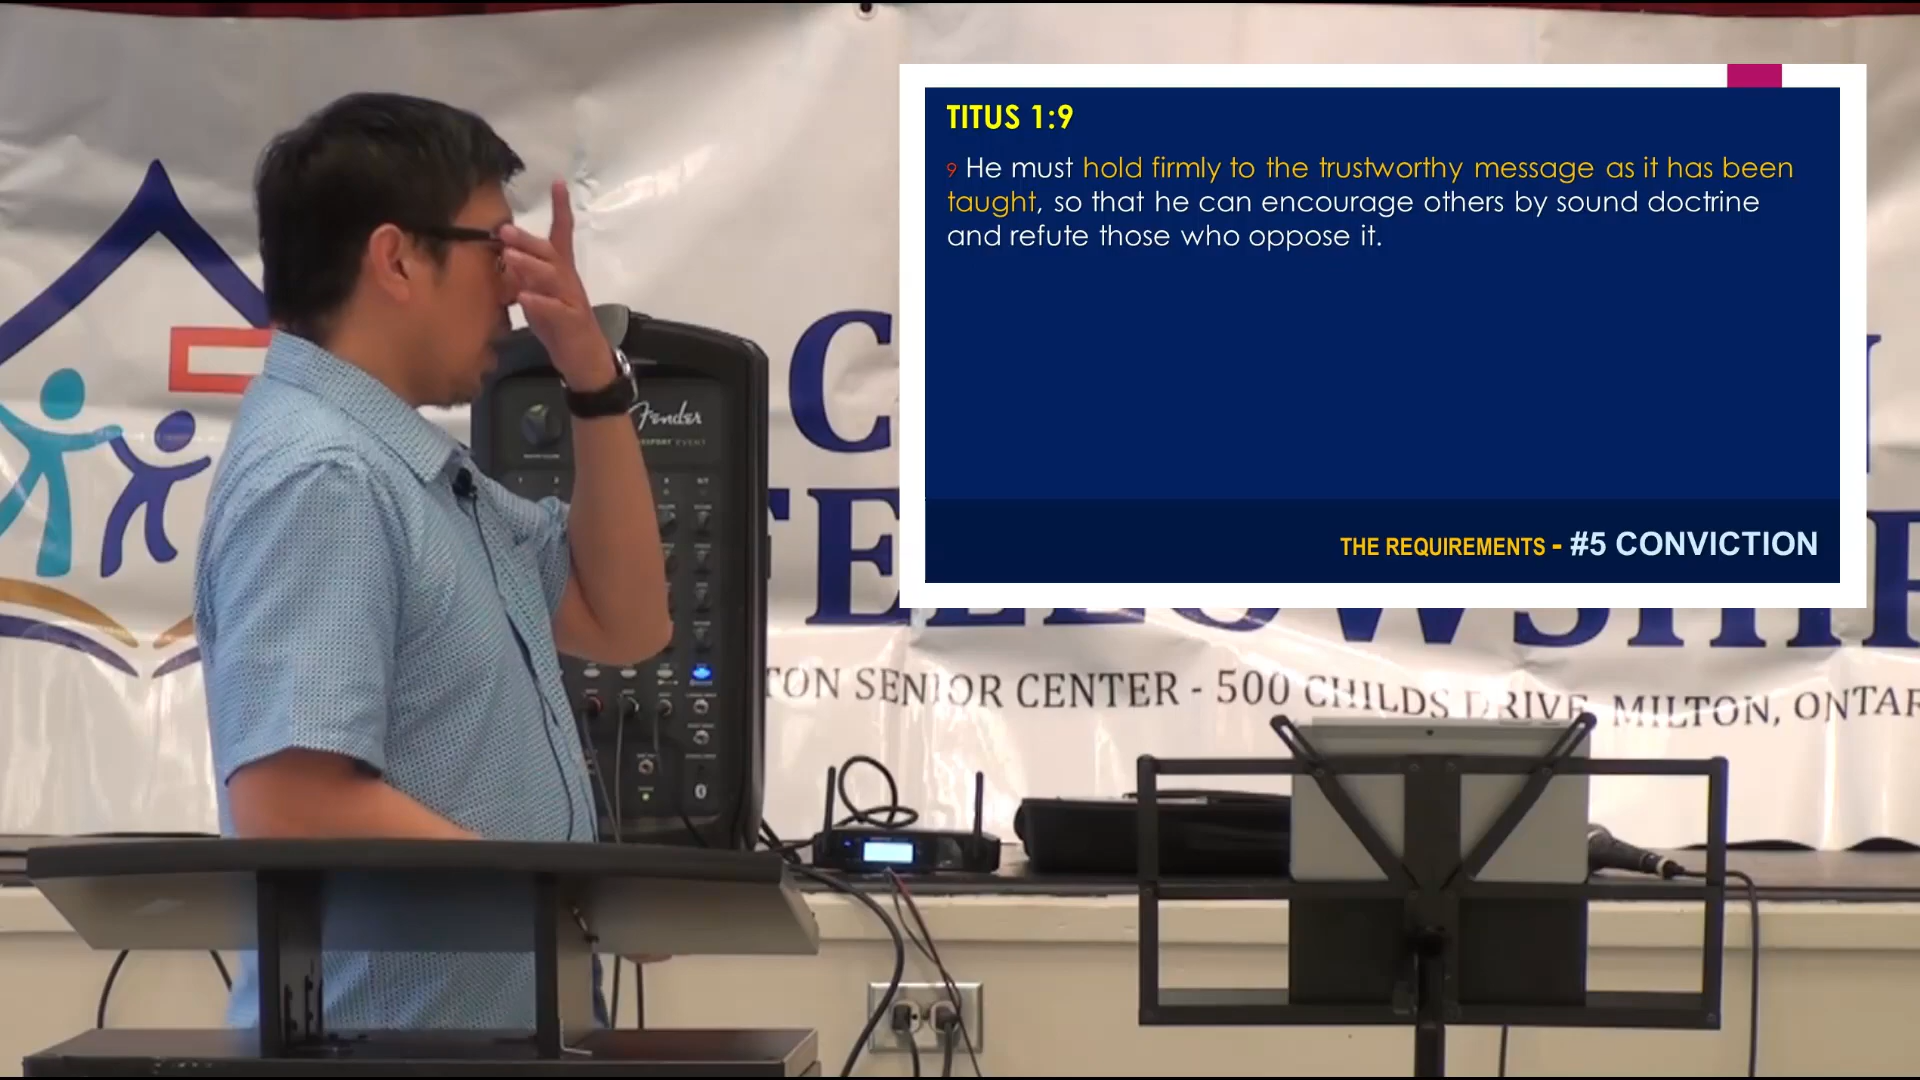 TITUS 1:9
9 He must hold firmly to the trustworthy message as it has been
taught, so that he can encourage others by sound doctrine
and refute those who oppose it.
THE REQUIREMENTS - #5 CONVICTION
Fender
SENIOR CENTER - 500 CHILDS DRIVE, MILTON,